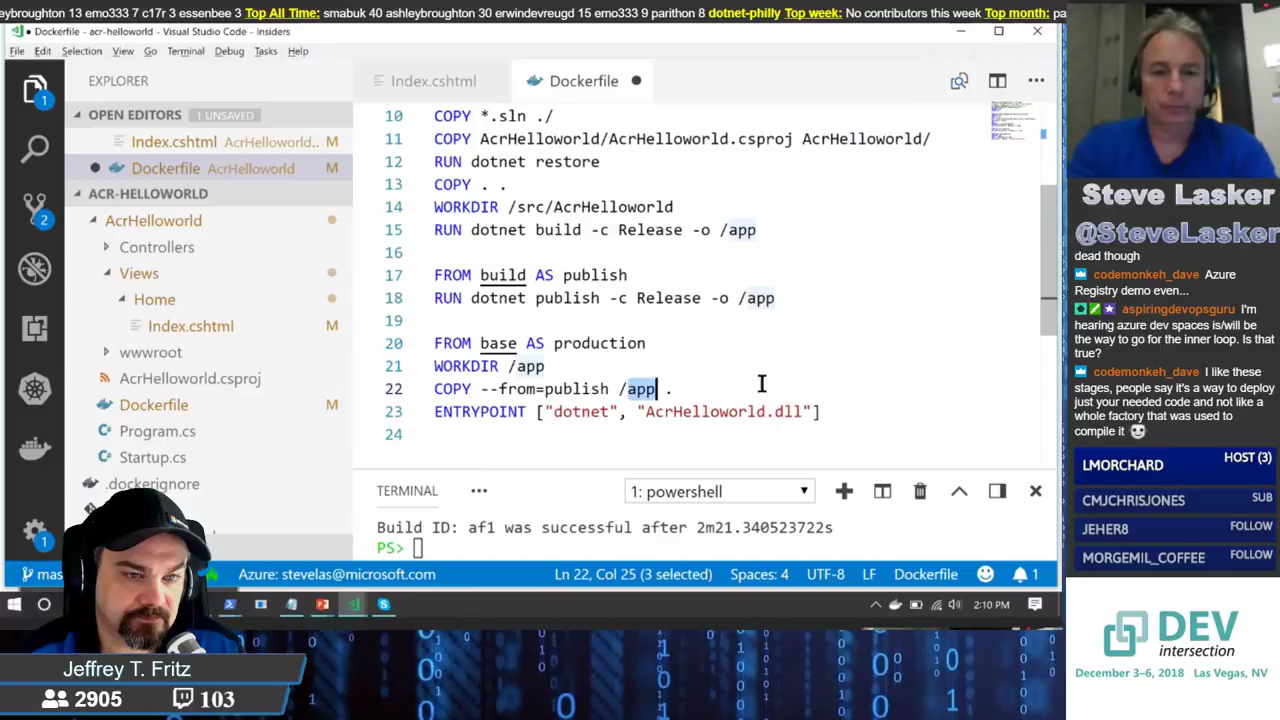 eybroughton 13 emo333 7 c17r 3 essenbee 3 Top All Time: smabuk 40 ashleybroughton 30 erwindevreugd 15 emo333 9 parithon 8 dotnet-philly Top week: No contributors this week Top month: pa
● Dockerfile - acr-helloworld - Visual Studio Code - Insiders
File Edit Selection View Go Terminal Debug Tasks Help
EXPLORER
OPEN EDITORS 1 UNSAVED
Index.cshtml AcrHelloworld... M
Dockerfile AcrHelloworld M
ACR-HELLOWORLD
AcrHelloworld
Controllers
Views
Home
Index.cshtml M
wwwroot
AcrHelloworld.csproj
Dockerfile M
Program.cs
Startup.cs
.dockerignore
1
2
1
Index.cshtml
Dockerfile
10 COPY *.sln ./
11 COPY AcrHelloworld/AcrHelloworld.csproj AcrHelloworld/
12 RUN dotnet restore
13 COPY . .
14 WORKDIR /src/AcrHelloworld
15 RUN dotnet build -c Release -o /app
16
17 FROM build AS publish
18 RUN dotnet publish -c Release -o /app
19
20 FROM base AS production
21 WORKDIR /app
22 COPY --from=publish /app .
23 ENTRYPOINT ["dotnet", "AcrHelloworld.dll"]
24
TERMINAL
1: powershell
Build ID: af1 was successful after 2m21.340523722s
PS>
mas
Azure: stevelas@microsoft.com
Ln 22, Col 25 (3 selected) Spaces: 4 UTF-8 LF Dockerfile 1
2:10 PM
Steve Lasker
@SteveLasker
dead though
codemonkeh_dave Azure
Registry demo even...
aspiringdevopsguru I'm
hearing azure dev spaces is/will be
the way to go for the inner loop. Is
that true?
codemonkeh_dave I like these
stages, people say it's a way to deploy
just your needed code and not like a
whole factory that was used to
compile it
LMORCHARD HOST (3)
CMJCHRISJONES SUB
JEHER8 FOLLOW
MORGEMIL_COFFEE FOLLOW
Jeffrey T. Fritz
2905 103
DEV
intersection
December 3–6, 2018 Las Vegas, NV